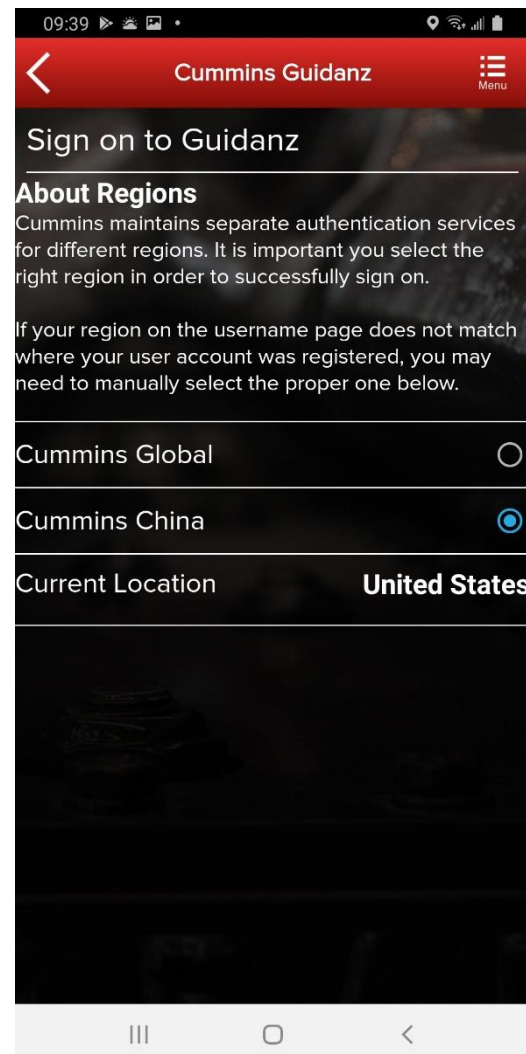 09:39
Cummins Guidanz
Menu
Sign on to Guidanz
About Regions
Cummins maintains separate authentication services
for different regions. It is important you select the
right region in order to successfully sign on.
If your region on the username page does not match
where your user account was registered, you may
need to manually select the proper one below.
Cummins Global
Cummins China
Current Location United States